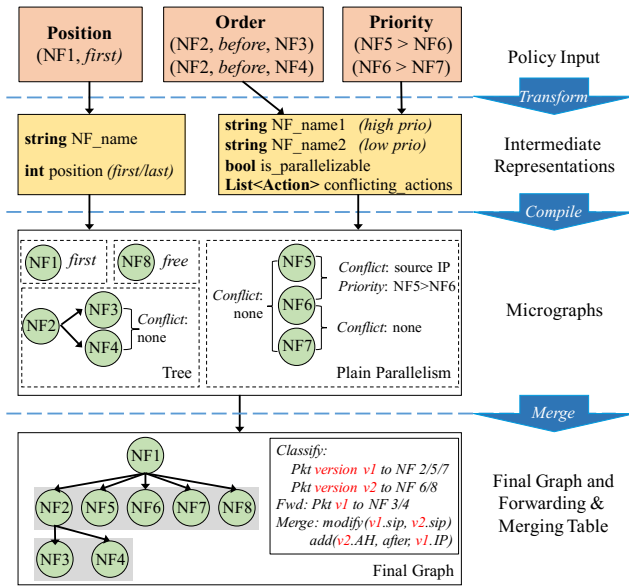 Position
(NF1, first)
Order
(NF2, before, NF3)
(NF2, before, NF4)
Priority
(NF5 > NF6)
(NF6 > NF7)
Policy Input
Transform
string NF_name
int position (first/last)
string NF_name1 (high prio)
string NF_name2 (low prio)
bool is_parallelizable
List<Action> conflicting_actions
Intermediate
Representations
Compile
NF1 first
NF8 free
NF2
NF3
NF4
Conflict:
none
Tree
Conflict:
none
NF5
NF6
NF7
Conflict: source IP
Priority: NF5>NF6
Conflict: none
Plain Parallelism
Micrographs
Merge
NF1
NF2
NF5
NF6
NF7
NF8
NF3
NF4
Classify:
Pkt version v1 to NF 2/5/7
Pkt version v2 to NF 6/8
Fwd: Pkt v1 to NF 3/4
Merge: modify(v1.sip, v2.sip)
add(v2.AH, after, v1.IP)
Final Graph
Final Graph and
Forwarding &
Merging Table